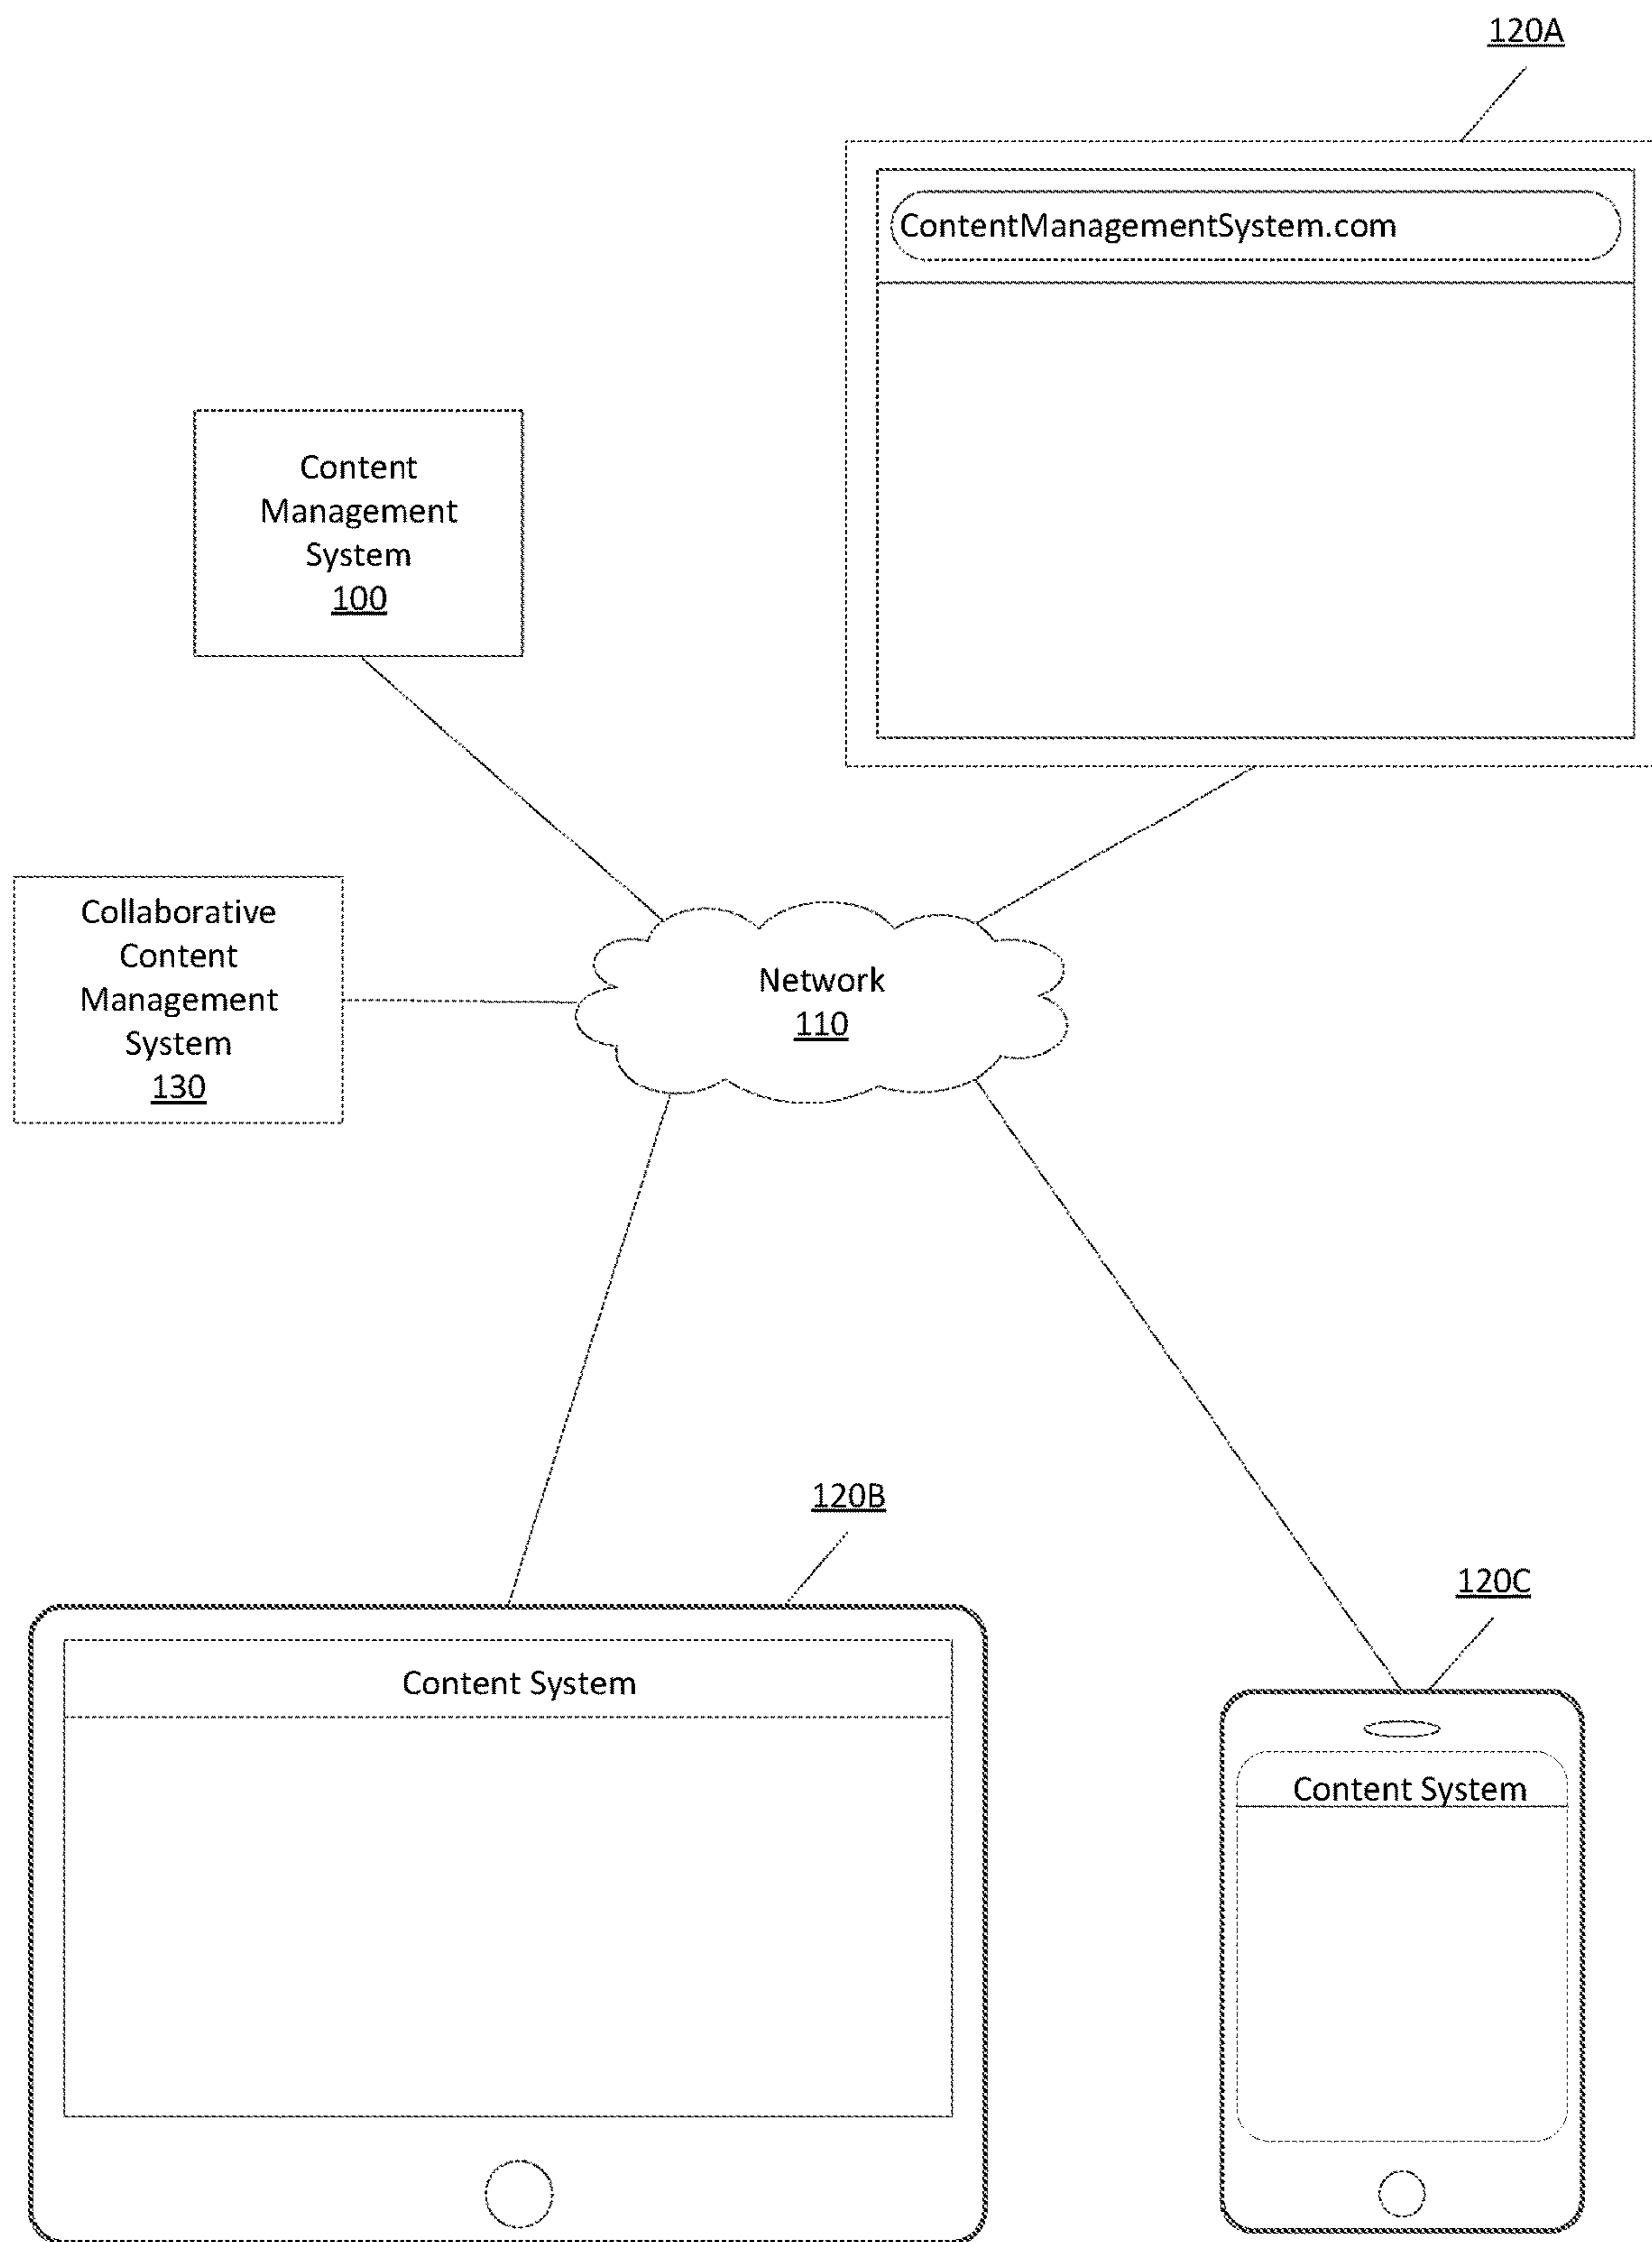 120A
ContentManagementSystem.com
Content
Management
System
100
Collaborative
Content
Management
System
130
Network
110
120B
Content System
120C
Content System